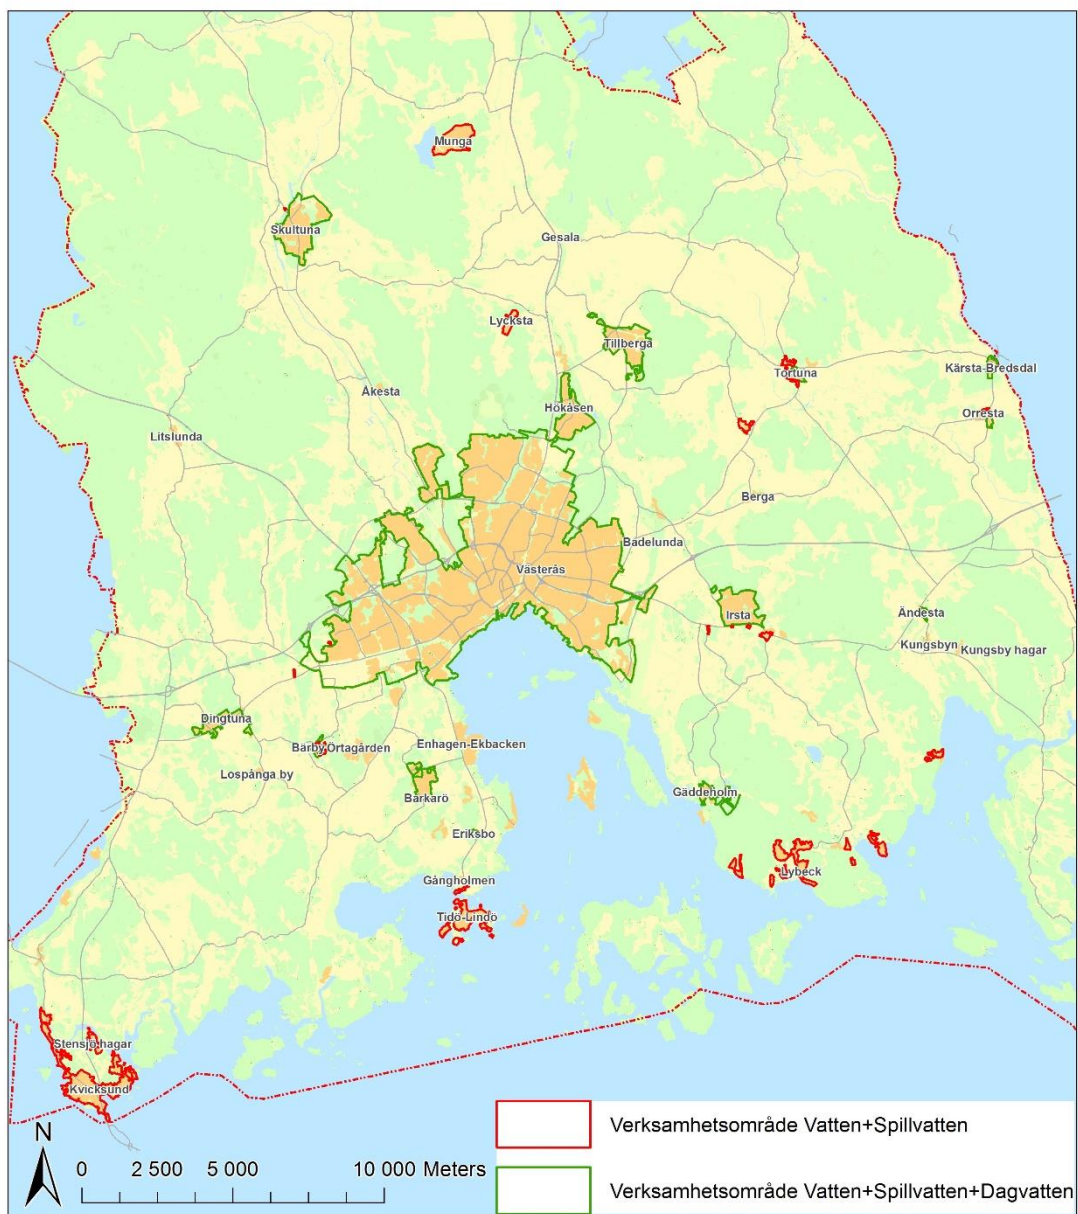 Munga
Skultuna
Gesala
Lycksta
Tillberga
Tortuna
Kärsta-Bredsdal
Åkesta
Hökåsen
Orresta
Litslunda
Berga
Badelunda
Västerås
Irsta
Ändesta
Kungsbyn
Kungsby hagar
Dingtuna
Bärby Örtagården
Enhagen-Ekbacken
Lospånga by
Barkarö
Gäddeholm
Eriksbo
Lybeck
Gångholmen
Tidö-Lindö
Stensjö hagar
Kvicksund
N
0 2 500 5 000 10 000 Meters
Verksamhetsområde Vatten+Spillvatten
Verksamhetsområde Vatten+Spillvatten+Dagvatten